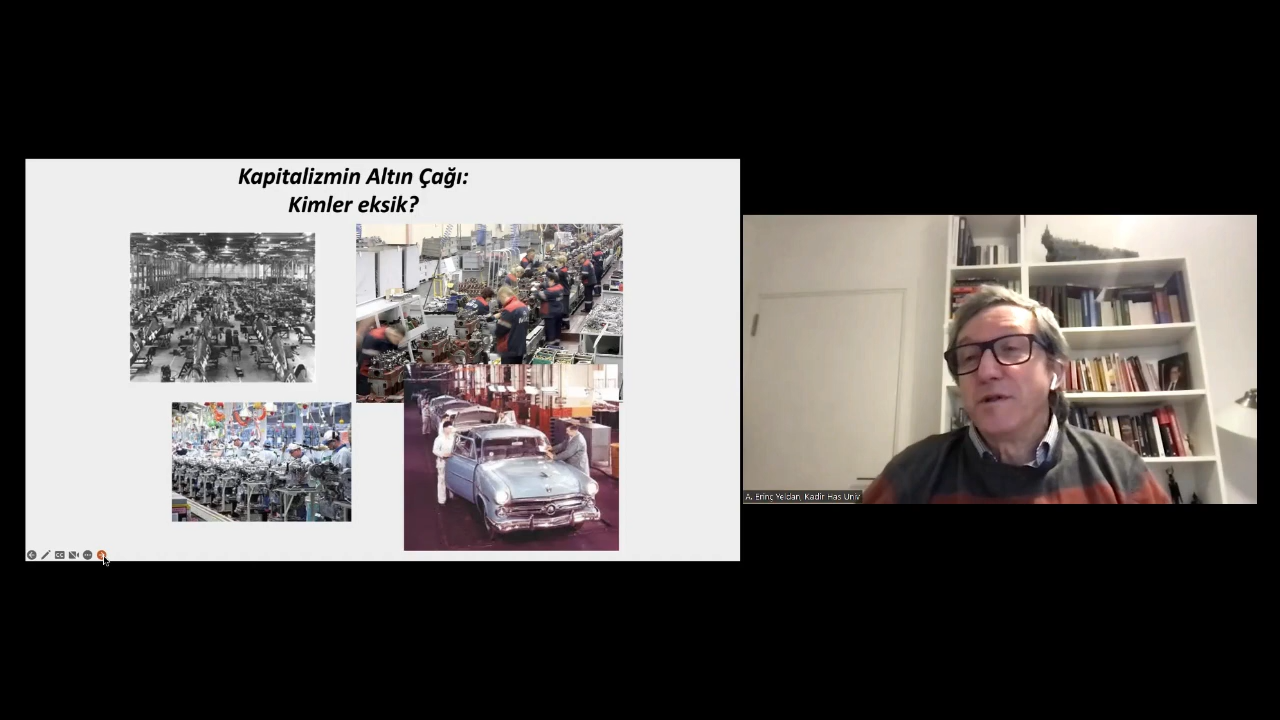 Kapitalizmin Altın Çağı:
Kimler eksik?
A. Erinç Yeldan, Kadir Has Univ